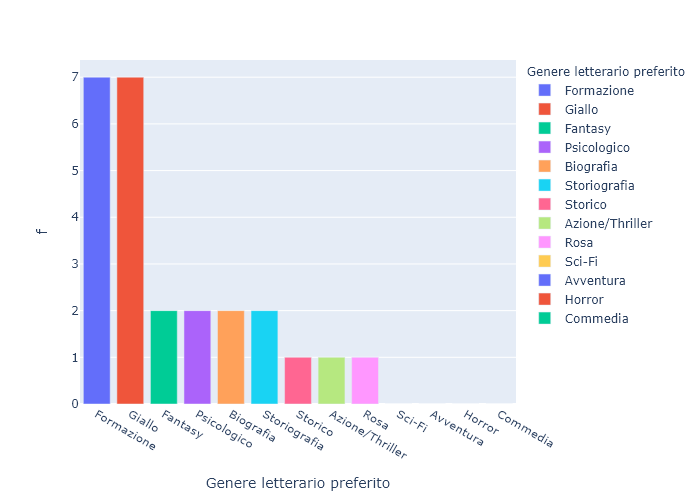 f
7
6
5
4
3
2
1
0
Formazione
Giallo
Fantasy
Psicologico
Biografia
Storiografia
Storico
Azione/Thriller
Rosa
Sci-Fi
Avventura
Horror
Commedia
Genere letterario preferito
Genere letterario preferito
Formazione
Giallo
Fantasy
Psicologico
Biografia
Storiografia
Storico
Azione/Thriller
Rosa
Sci-Fi
Avventura
Horror
Commedia